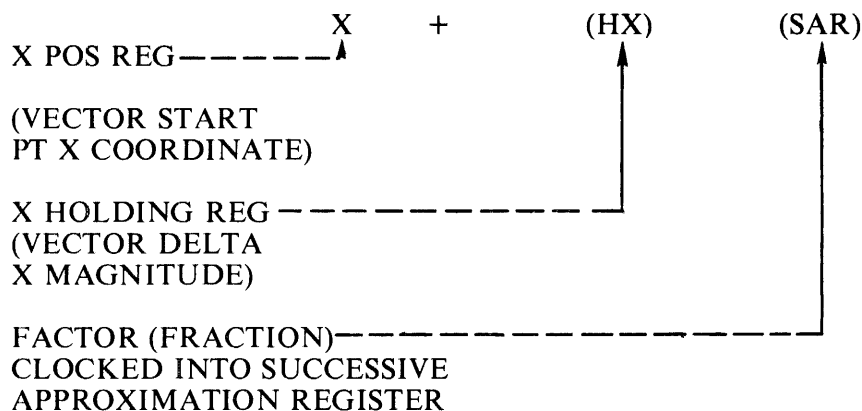 X + (HX) (SAR)
X POS REG
(VECTOR START
PT X COORDINATE)
X HOLDING REG
(VECTOR DELTA
X MAGNITUDE)
FACTOR (FRACTION)
CLOCKED INTO SUCCESSIVE
APPROXIMATION REGISTER